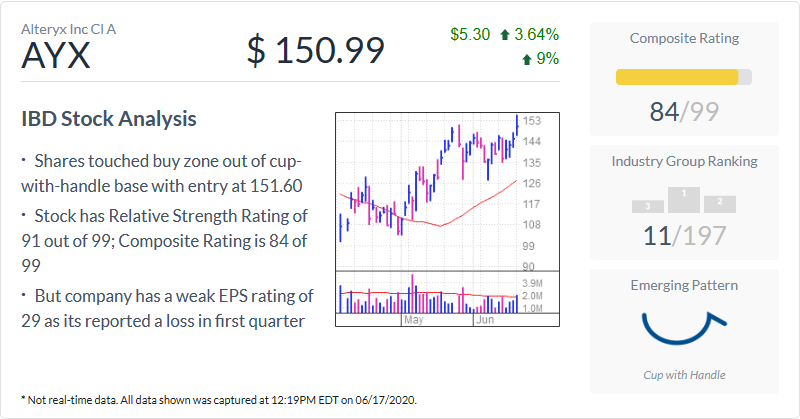 Alteryx Inc Cl A
AYX
$ 150.99
$5.30 3.64%
9%
IBD Stock Analysis
· Shares touched buy zone out of cup-
with-handle base with entry at 151.60
· Stock has Relative Strength Rating of
91 out of 99; Composite Rating is 84 of
99
· But company has a weak EPS rating of
29 as its reported a loss in first quarter
153
144
135
126
117
108
99
90
3.9M
2.0M
1.0M
May Jun
Composite Rating
84/99
Industry Group Ranking
3 1 2
11/197
Emerging Pattern
Cup with Handle
* Not real-time data. All data shown was captured at 12:19PM EDT on 06/17/2020.